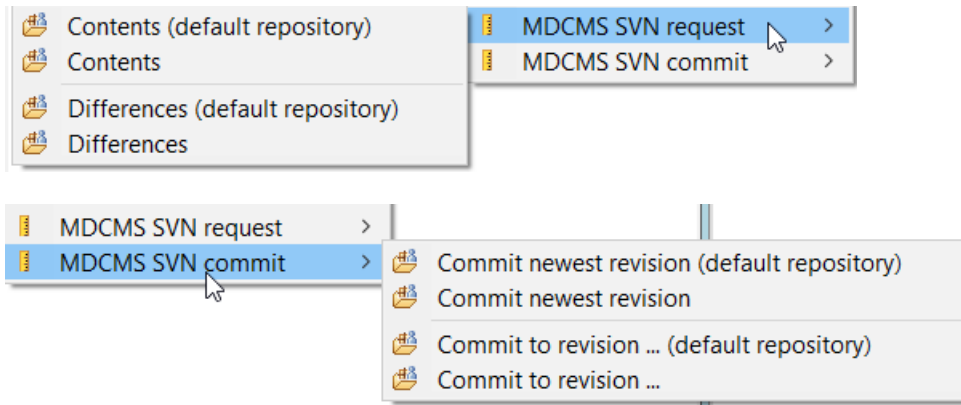 Contents (default repository)
Contents
Differences (default repository)
Differences
MDCMS SVN request
MDCMS SVN commit
MDCMS SVN request
MDCMS SVN commit
Commit newest revision (default repository)
Commit newest revision
Commit to revision ... (default repository)
Commit to revision ...